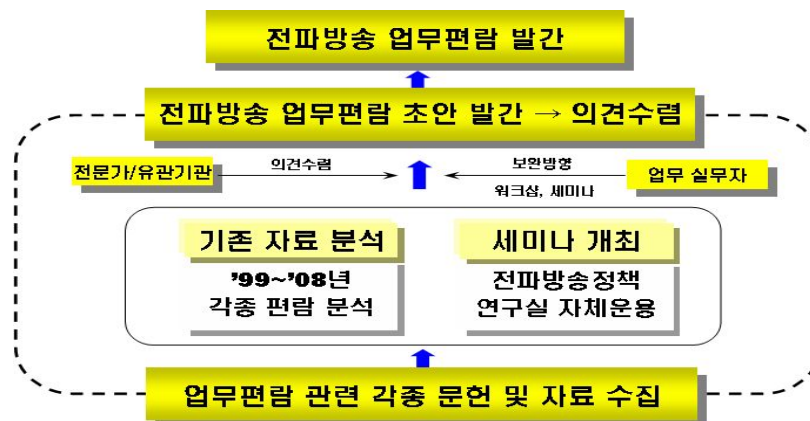 전파방송 업무편람 발간
전파방송 업무편람 초안 발간 → 의견수렴
전문가/유관기관
의견수렴
보완방향
워크샵, 세미나
업무 실무자
기존 자료 분석
'99~'08년
각종 편람 분석
세미나 개최
전파방송정책
연구실 자체운용
업무편람 관련 각종 문헌 및 자료 수집